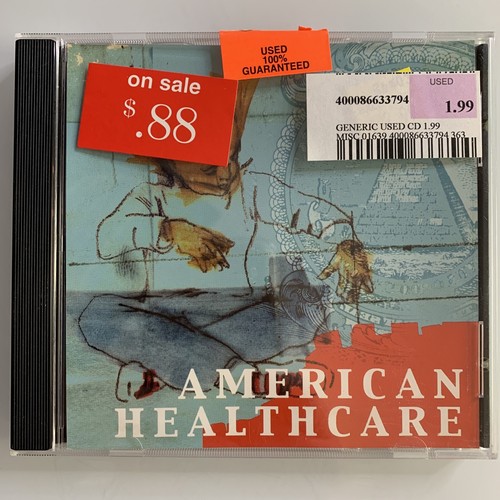 USED
100%
GUARANTEED
on sale
$.88
USED
400086633794
1.99
GENERIC USED CD 1.99
MISC 01639 400086633794 363
AMERICAN
HEALTHCARE